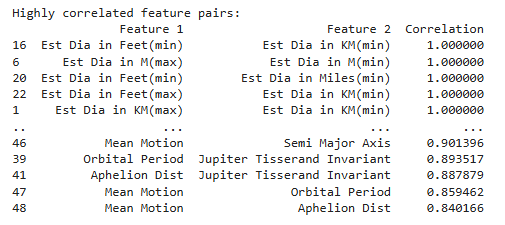 Highly correlated feature pairs:
Feature 1 Feature 2 Correlation
16 Est Dia in Feet(min) Est Dia in KM(min) 1.000000
6 Est Dia in M(max) Est Dia in M(min) 1.000000
20 Est Dia in Feet(min) Est Dia in Miles(min) 1.000000
22 Est Dia in Feet(max) Est Dia in KM(min) 1.000000
1 Est Dia in KM(max) Est Dia in KM(min) 1.000000
.. ... ... ...
46 Mean Motion Semi Major Axis 0.901396
39 Orbital Period Jupiter Tisserand Invariant 0.893517
41 Aphelion Dist Jupiter Tisserand Invariant 0.887879
47 Mean Motion Orbital Period 0.859462
48 Mean Motion Aphelion Dist 0.840166